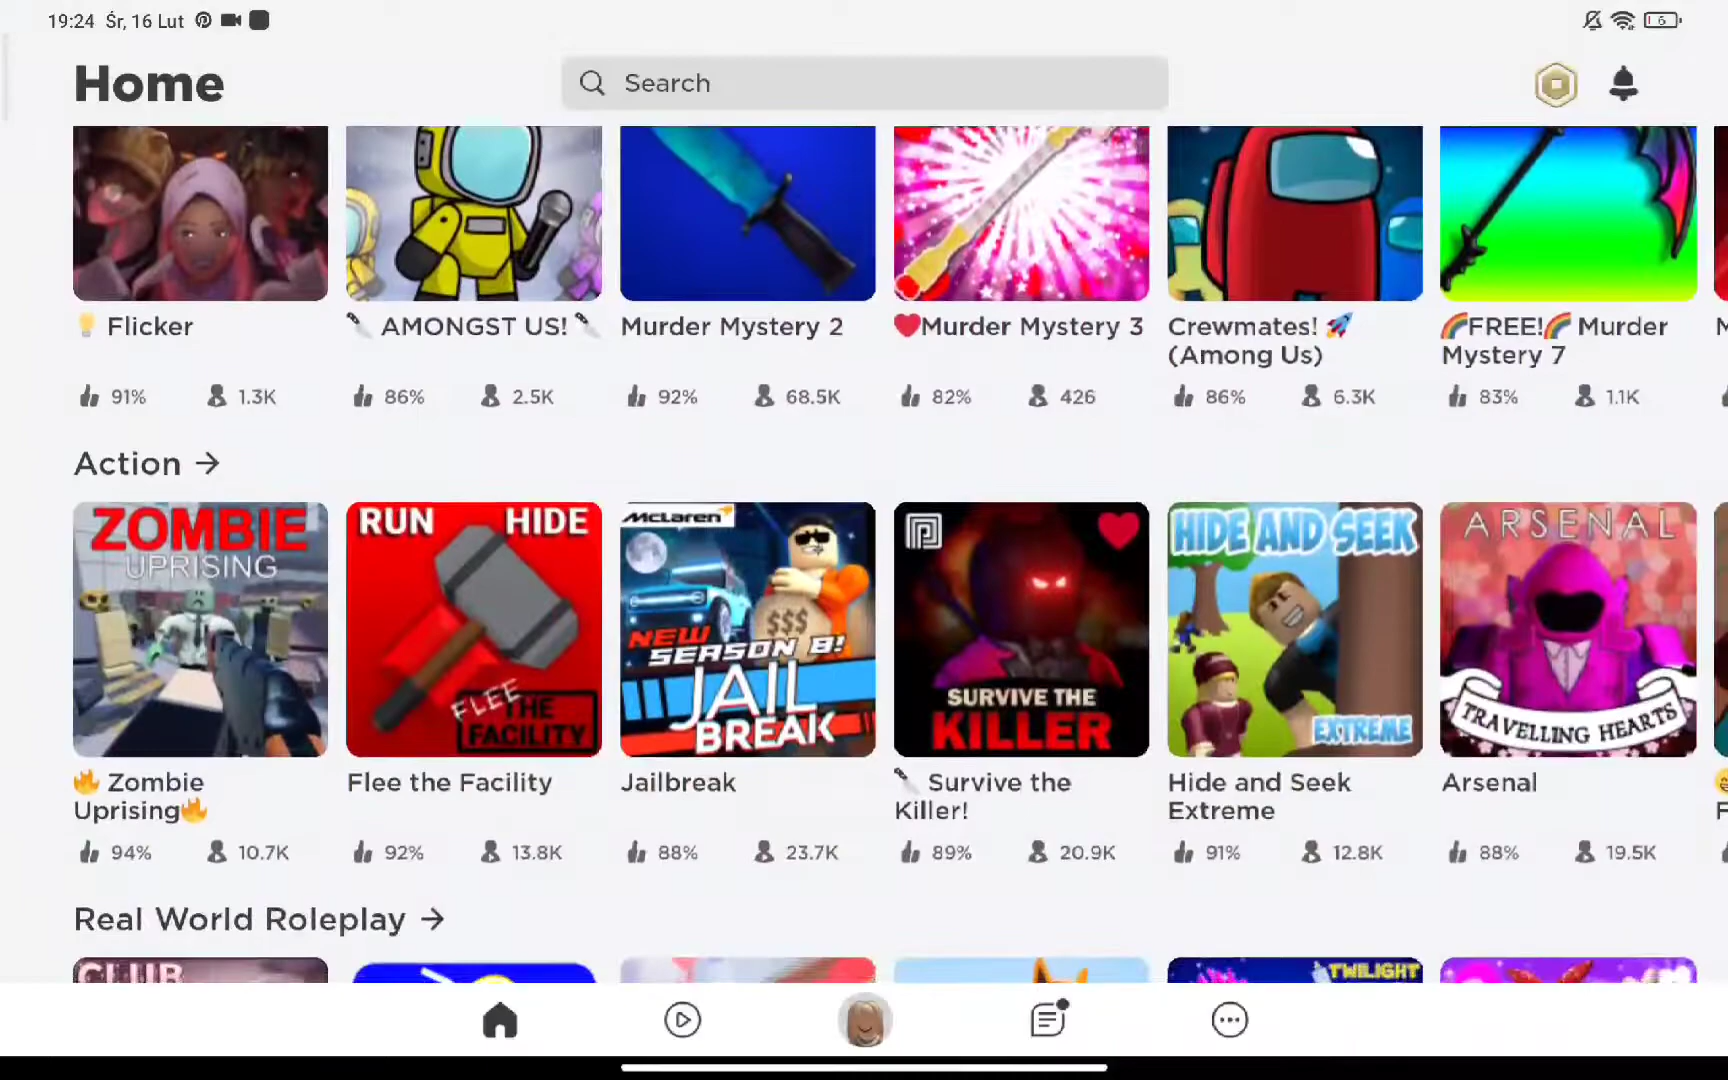 19:24 Śr, 16 Lut
6
Home
Search
Flicker
AMONGST US!
Murder Mystery 2
Murder Mystery 3
Crewmates!
(Among Us)
FREE! Murder
Mystery 7
91% 1.3K
86% 2.5K
92% 68.5K
82% 426
86% 6.3K
83% 1.1K
Action →
ZOMBIE
UPRISING
RUN HIDE
FLEE
THE
FACILITY
McLaren
$$$
NEW
SEASON 8!
JAIL
BREAK
SURVIVE THE
KILLER
HIDE AND SEEK
EXTREME
ARSENAL
TRAVELLING HEARTS
Zombie
Uprising
Flee the Facility
Jailbreak
Survive the
Killer!
Hide and Seek
Extreme
Arsenal
94% 10.7K
92% 13.8K
88% 23.7K
89% 20.9K
91% 12.8K
88% 19.5K
Real World Roleplay →
CLUB
TWILIGHT